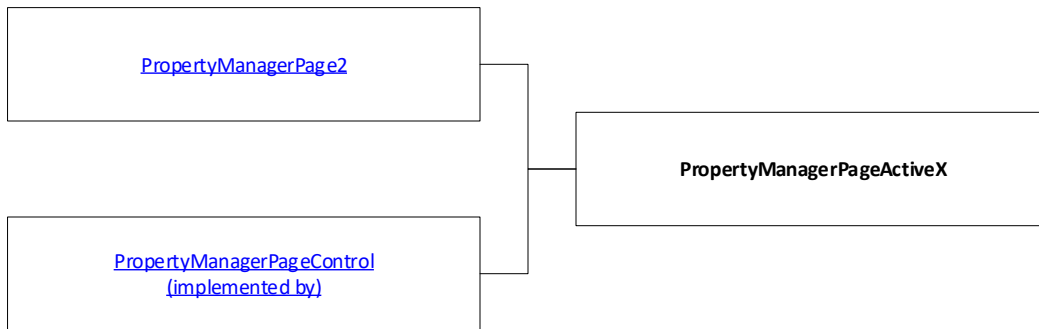 PropertyManagerPage2
PropertyManagerPageActiveX
PropertyManagerPageControl
(implemented by)